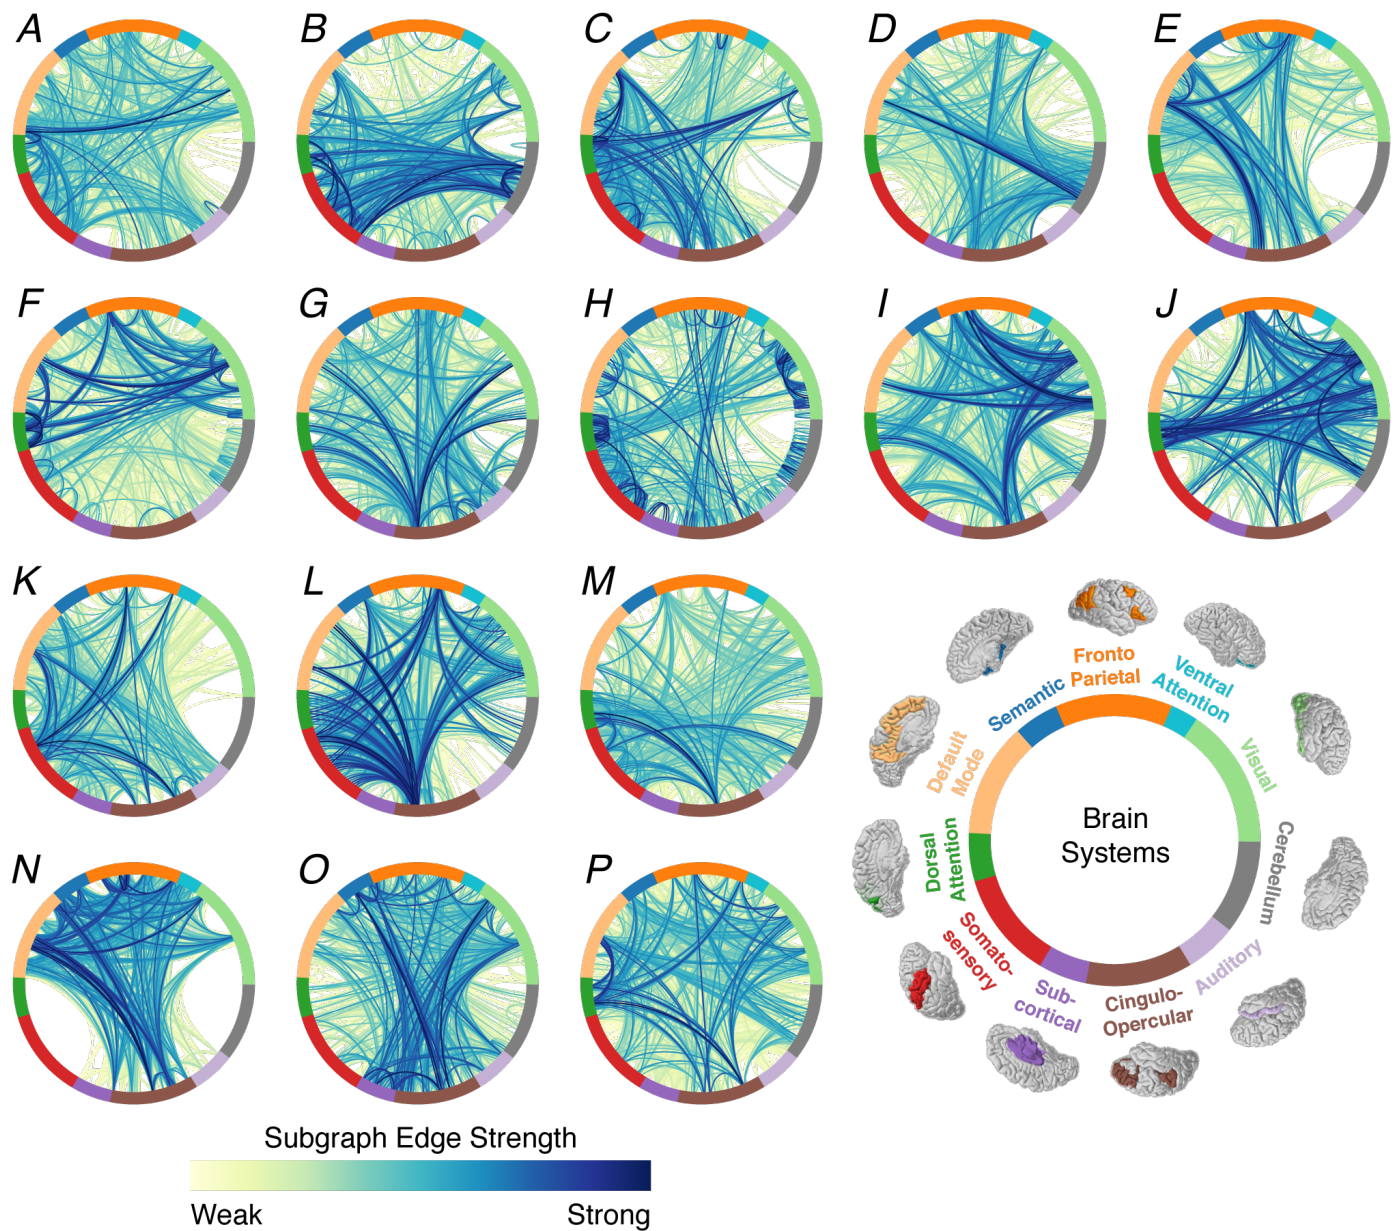 A
B
C
D
E
F
G
H
I
J
K
L
M
N
O
P
Fronto
Parietal
Ventral
Attention
Visual
Cerebellum
Auditory
Cingulo-
Opercular
Sub-
cortical
Somato-
sensory
Dorsal
Attention
Default
Mode
Semantic
Brain
Systems
Subgraph Edge Strength
Weak
Strong